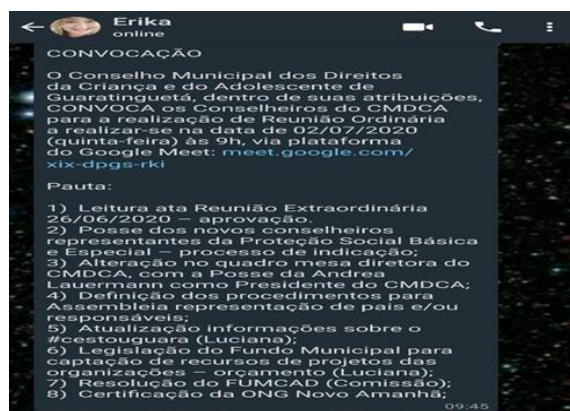 Erika
online
CONVOCAÇÃO
O Conselho Municipal dos Direitos
da Criança e do Adolescente de
Guaratinguetá, dentro de suas atribuições,
CONVOCA os Conselheiros do CMDCA
para a realização de Reunião Ordinária
a realizar-se na data de 02/07/2020
(quinta-feira) às 9h, via plataforma
do Google Meet: meet.google.com/
xix-dpgs-rki
Pauta:
1) Leitura ata Reunião Extraordinária
26/06/2020 – aprovação.
2) Posse dos novos conselheiros
representantes da Proteção Social Básica
e Especial – processo de indicação;
3) Alteração no quadro mesa diretora do
CMDCA, com a Posse da Andrea
Lauermann como Presidente do CMDCA;
4) Definição dos procedimentos para
Assembleia representação de pais e/ou
responsáveis;
5) Atualização informações sobre o
#cestouguara (Luciana);
6) Legislação do Fundo Municipal para
captação de recursos de projetos das
organizações – orçamento (Luciana);
7) Resolução do FUMCAD (Comissão);
8) Certificação da ONG Novo Amanhã;
09:45